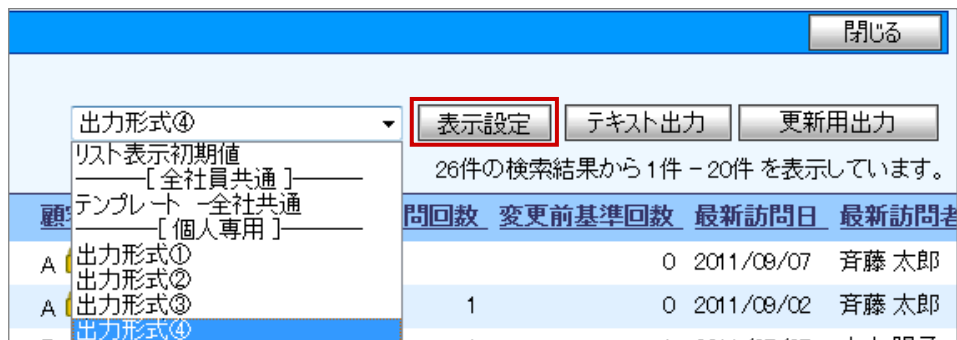 閉じる
出力形式④ 表示設定 テキスト出力 更新用出力
リスト表示初期値
26件の検索結果から1件 - 20件 を表示しています。
―――[ 全社員共通 ]―――
テンプレート -全社共通
―――[ 個人専用 ]―――
問回数 変更前基準回数 最新訪問日 最新訪問者
出力形式①
A 0 2011/09/07 斉藤 太郎
出力形式②
出力形式③
A 1 0 2011/09/02 斉藤 太郎
出力形式④